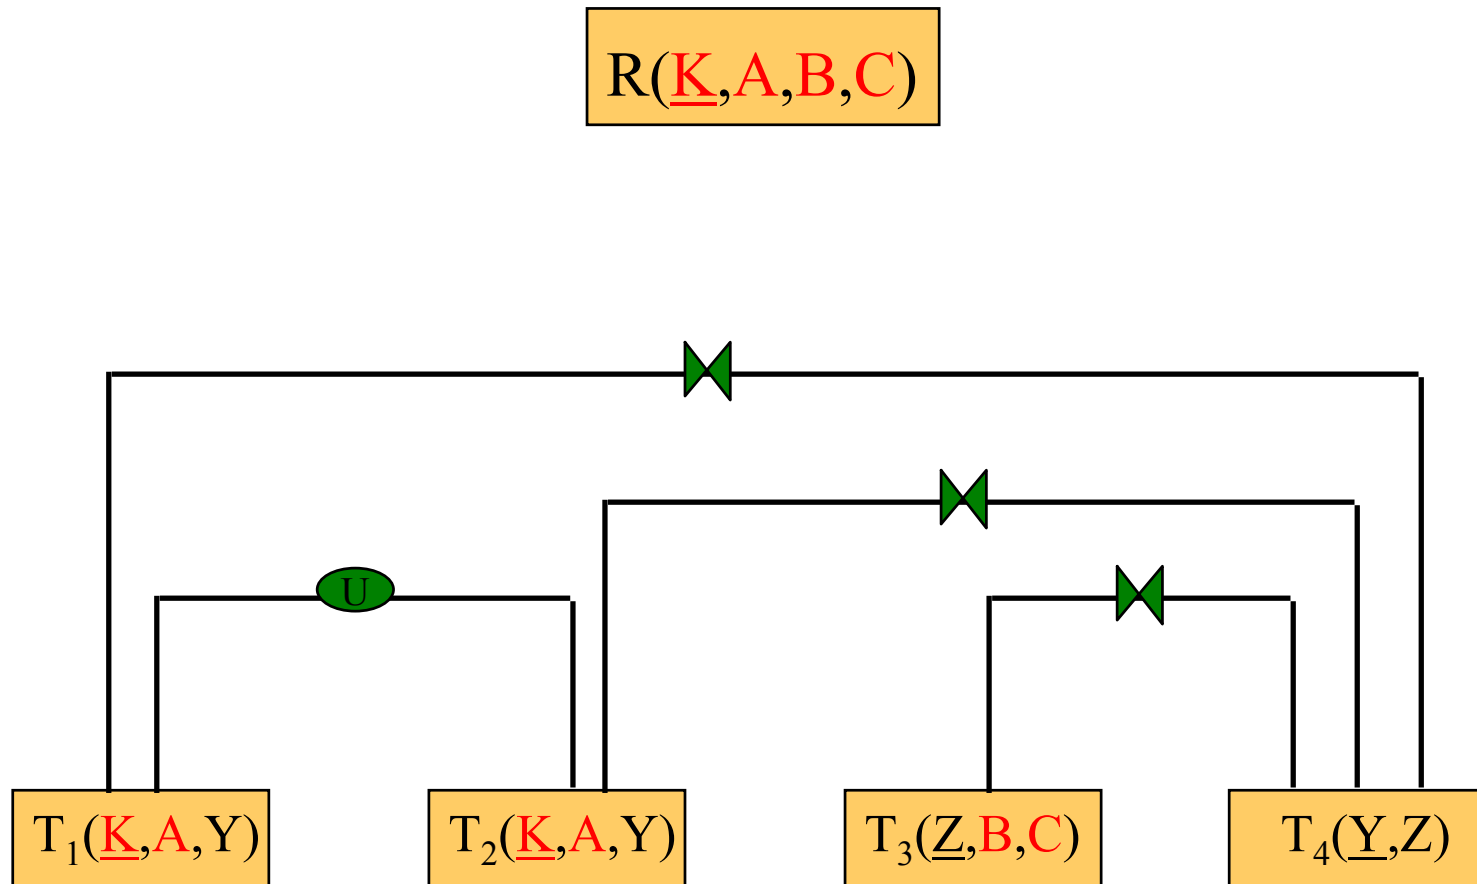 R(K,A,B,C)
U
T₁(K,A,Y) T₂(K,A,Y) T₃(Z,B,C) T₄(Y,Z)